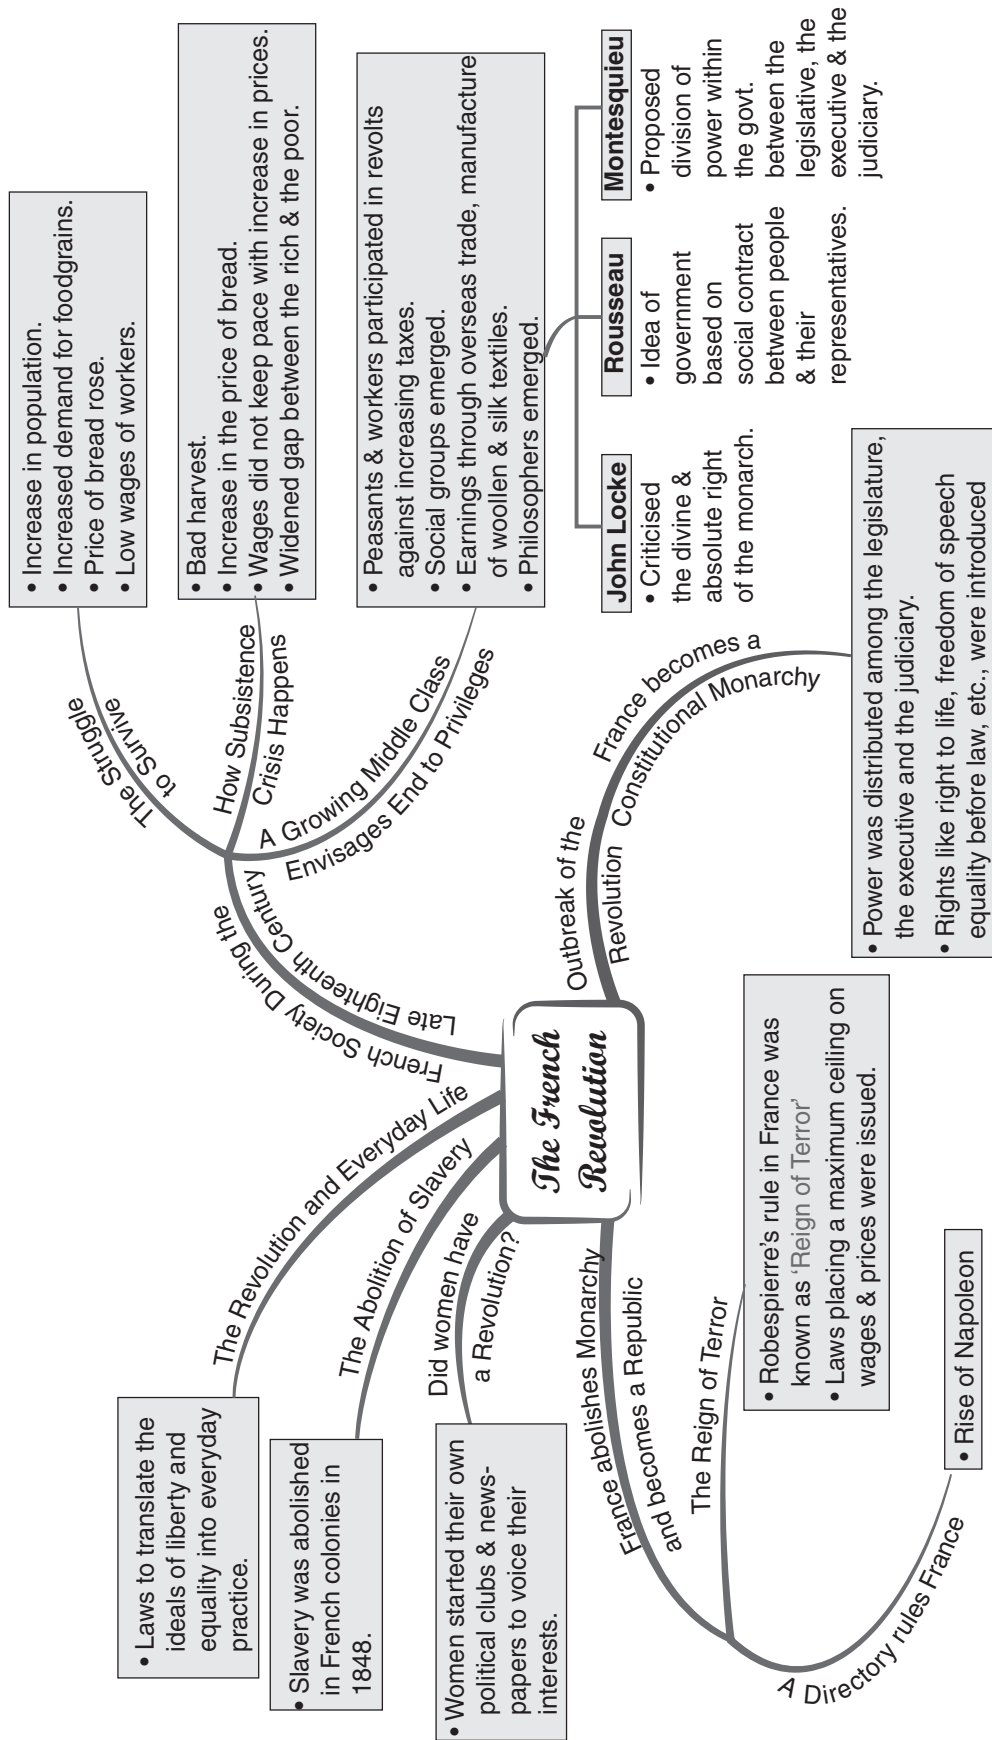 The French
Revolution
French Society During the
Late Eighteenth Century
The Struggle
to Survive
• Increase in population.
• Increased demand for foodgrains.
• Price of bread rose.
• Low wages of workers.
How Subsistence
Crisis Happens
• Bad harvest.
• Increase in the price of bread.
• Wages did not keep pace with increase in prices.
• Widened gap between the rich & the poor.
A Growing Middle Class
Envisages End to Privileges
• Peasants & workers participated in revolts
against increasing taxes.
• Social groups emerged.
• Earnings through overseas trade, manufacture
of woollen & silk textiles.
• Philosophers emerged.
John Locke
• Criticised
the divine &
absolute right
of the monarch.
Rousseau
• Idea of
government
based on
social contract
between people
& their
representatives.
Montesquieu
• Proposed
division of
power within
the govt.
between the
legislative, the
executive & the
judiciary.
Outbreak of the
Revolution
France becomes a
Constitutional Monarchy
• Power was distributed among the legislature,
the executive and the judiciary.
• Rights like right to life, freedom of speech
equality before law, etc., were introduced
France abolishes Monarchy
and becomes a Republic
The Reign of Terror
• Robespierre's rule in France was
known as 'Reign of Terror'
• Laws placing a maximum ceiling on
wages & prices were issued.
A Directory rules France
• Rise of Napoleon
Did women have
a Revolution?
• Women started their own
political clubs & news-
papers to voice their
interests.
The Abolition of Slavery
• Slavery was abolished
in French colonies in
1848.
The Revolution and Everyday Life
• Laws to translate the
ideals of liberty and
equality into everyday
practice.